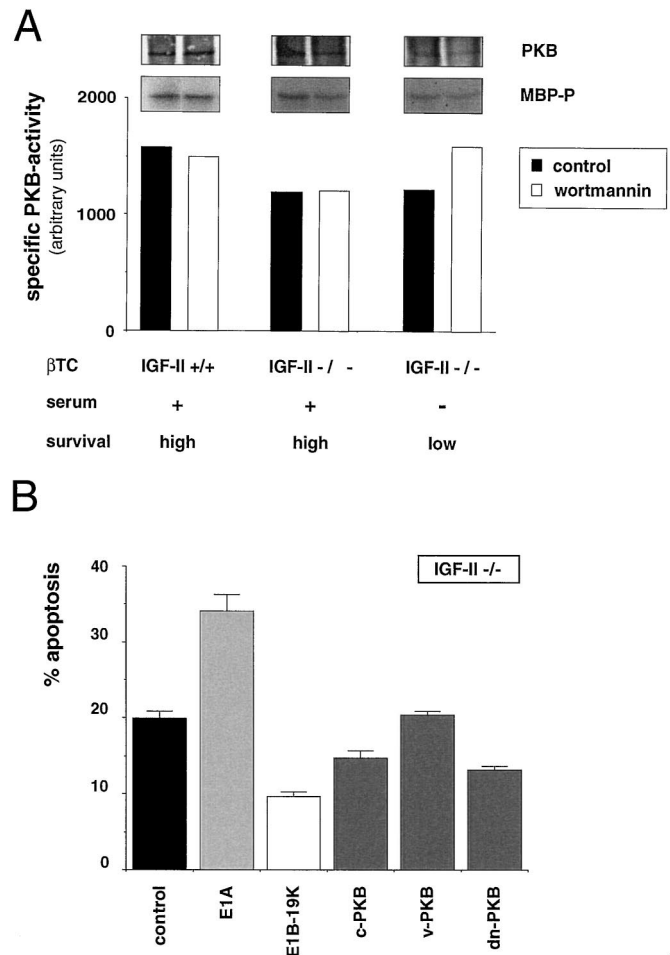 A
PKB
MBP-P
2000
1000
0
specific PKB-activity
(arbitrary units)
control
wortmannin
βTC IGF-II +/+ IGF-II - / - IGF-II - / -
serum + + -
survival high high low
B
IGF-II -/-
40
30
20
10
0
% apoptosis
control
E1A
E1B-19K
c-PKB
v-PKB
dn-PKB